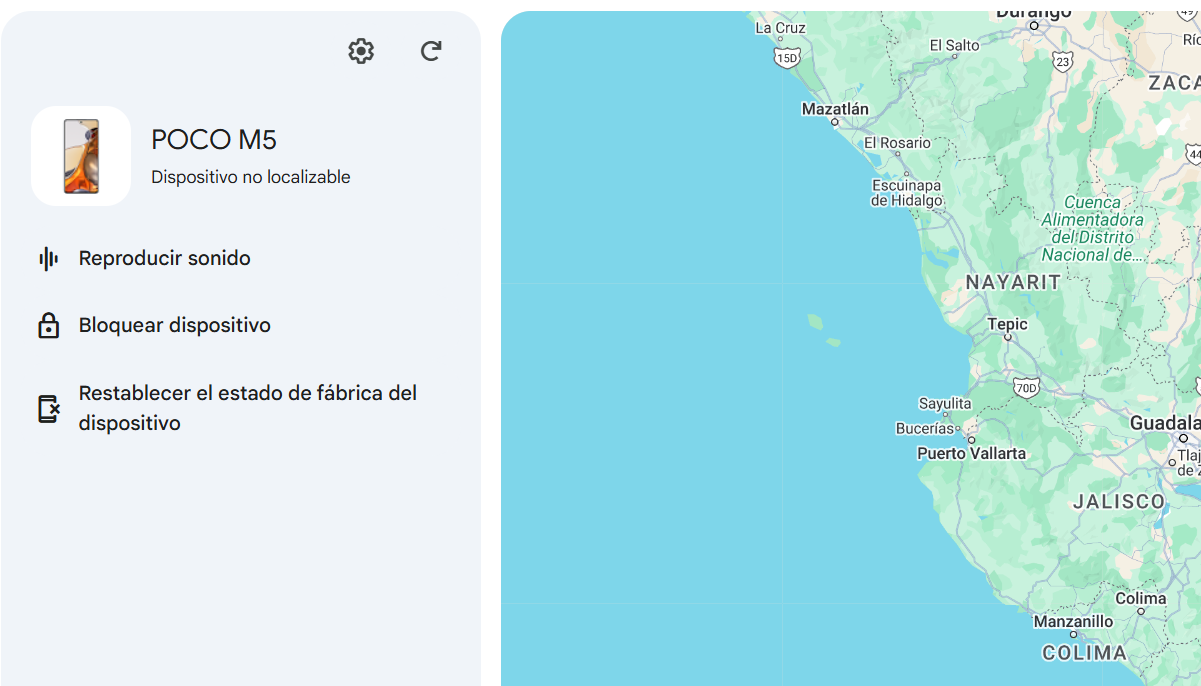 POCO M5
Dispositivo no localizable
Reproducir sonido
Bloquear dispositivo
Restablecer el estado de fábrica del
dispositivo
Durango
La Cruz
15D
El Salto
23
49
Río
ZACA
Mazatlán
El Rosario
44
Escuinapa
de Hidalgo
Cuenca
Alimentadora
del Distrito
Nacional de...
NAYARIT
Tepic
70D
Sayulita
Bucerías
Guadala
Puerto Vallarta
Tlaj
de Z
JALISCO
Colima
Manzanillo
COLIMA